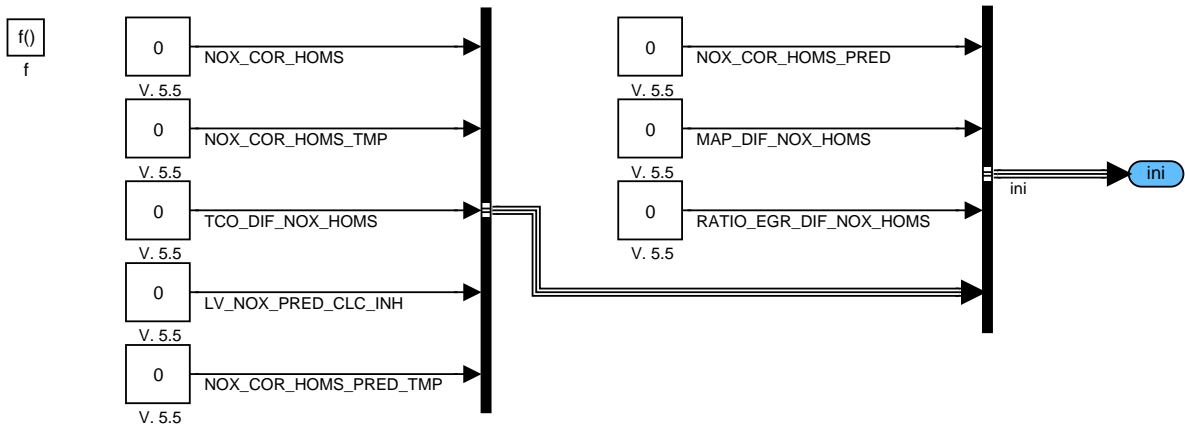 f()
f
0
NOX_COR_HOMS
V. 5.5
0
NOX_COR_HOMS_TMP
V. 5.5
0
TCO_DIF_NOX_HOMS
V. 5.5
0
LV_NOX_PRED_CLC_INH
V. 5.5
0
NOX_COR_HOMS_PRED_TMP
V. 5.5
0
NOX_COR_HOMS_PRED
V. 5.5
0
MAP_DIF_NOX_HOMS
V. 5.5
0
RATIO_EGR_DIF_NOX_HOMS
V. 5.5
ini
ini